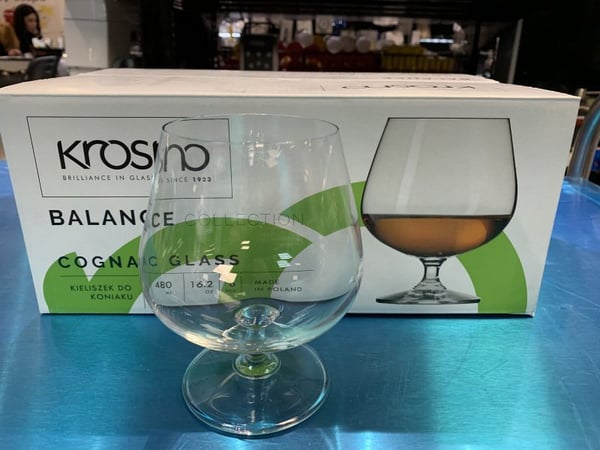 Krosno
BRILLIANCE IN GLASS SINCE 1923
BALANCE COLLECTION
COGNAC GLASS
KIELISZEK DO
KONIAKU
480 ml
16.2 oz
6
MADE
IN POLAND